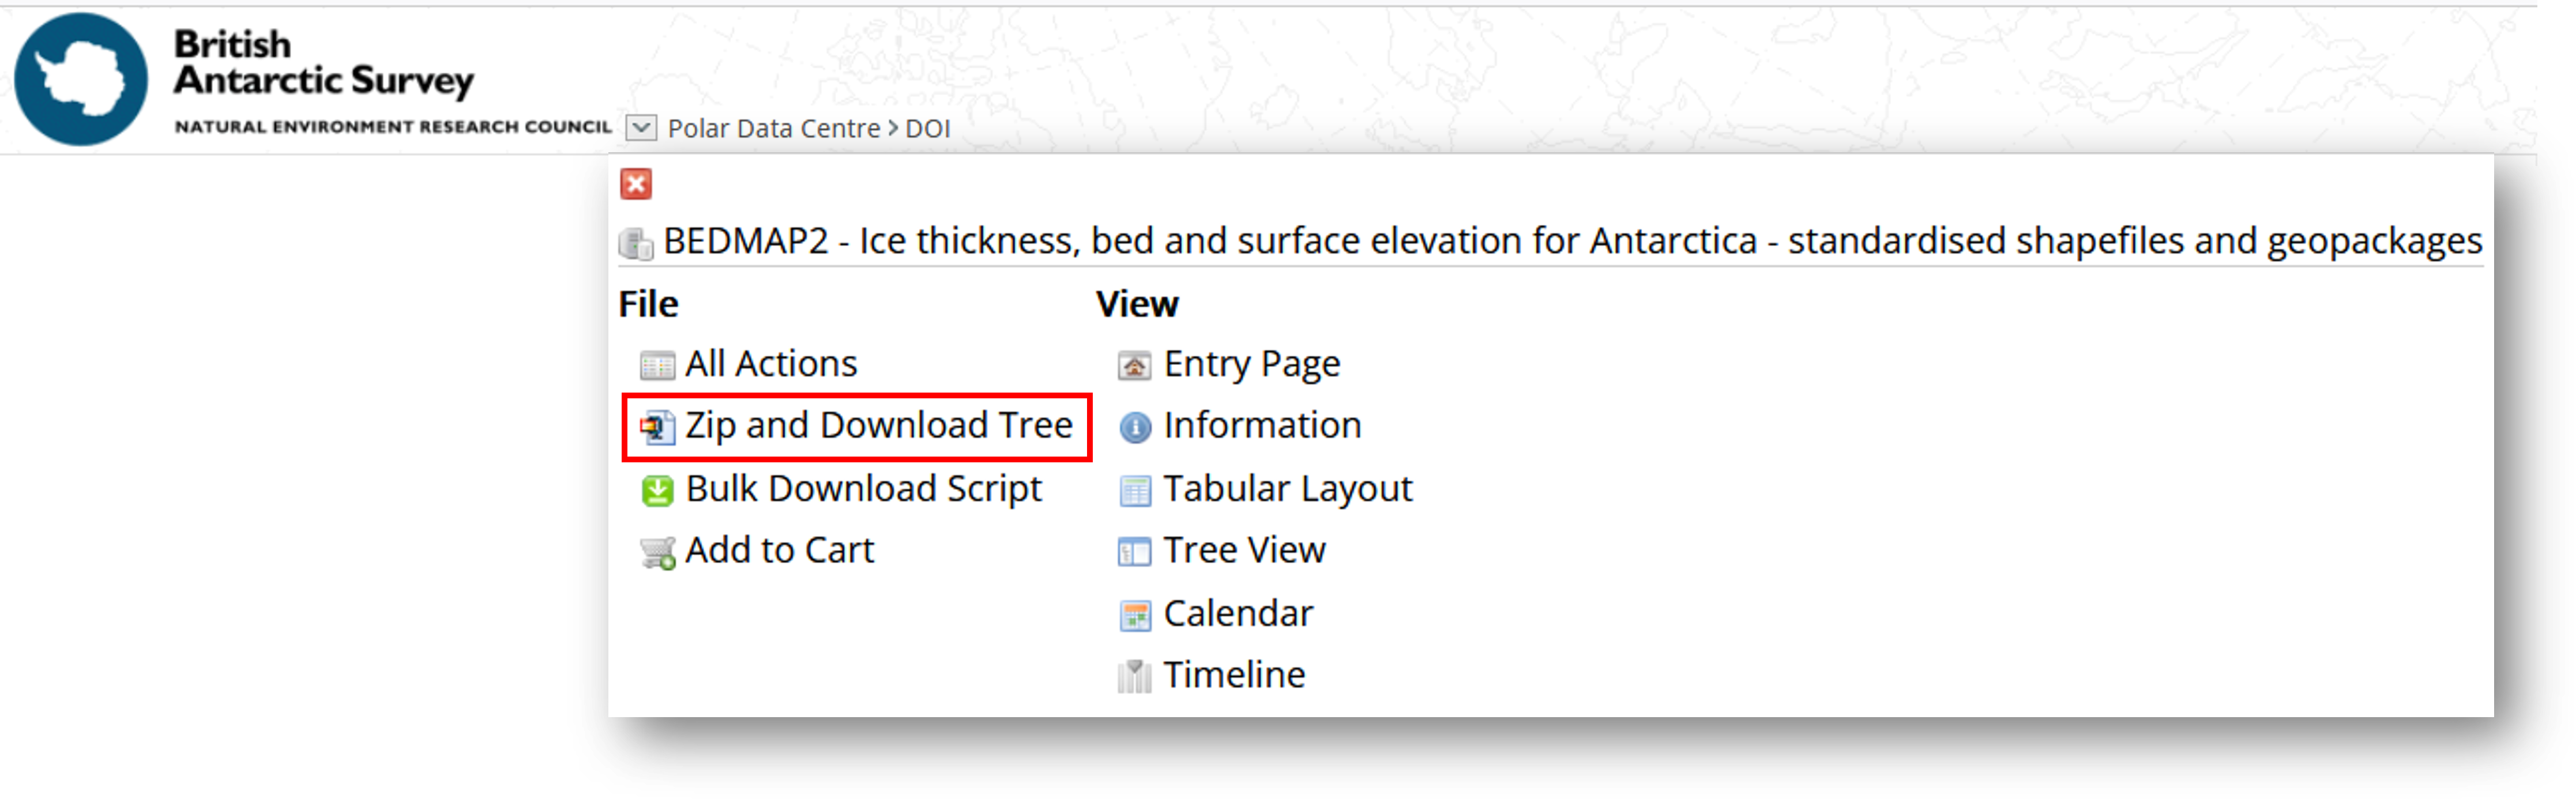 British
Antarctic Survey
NATURAL ENVIRONMENT RESEARCH COUNCIL
Polar Data Centre > DOI
BEDMAP2 - Ice thickness, bed and surface elevation for Antarctica - standardised shapefiles and geopackages
File
All Actions
Zip and Download Tree
Bulk Download Script
Add to Cart
View
Entry Page
Information
Tabular Layout
Tree View
Calendar
Timeline